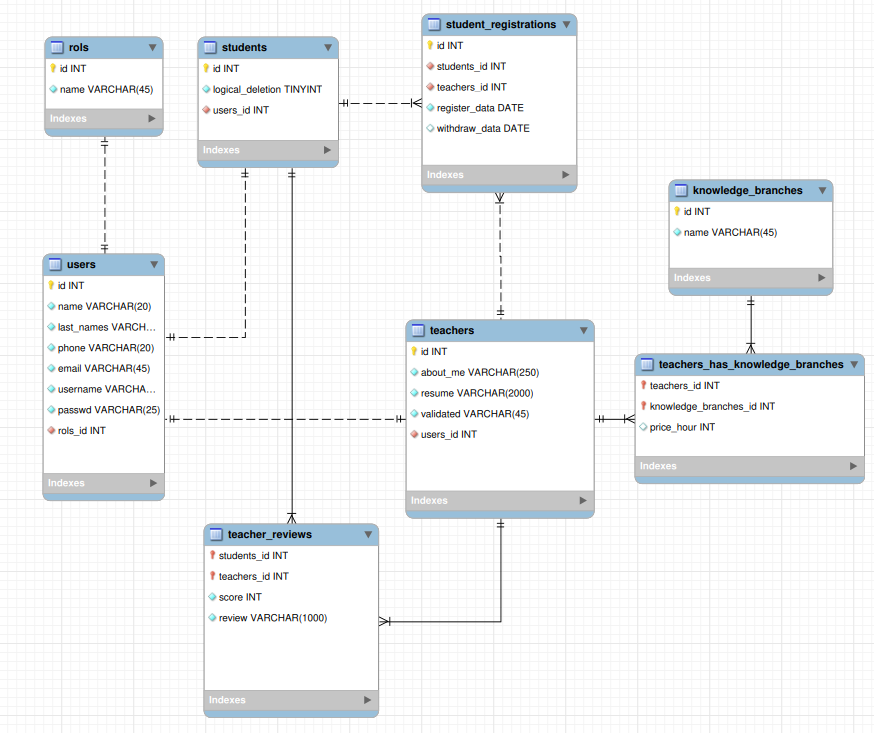 rols
id INT
name VARCHAR(45)
Indexes
students
id INT
logical_deletion TINYINT
users_id INT
Indexes
student_registrations
id INT
students_id INT
teachers_id INT
register_data DATE
withdraw_data DATE
Indexes
knowledge_branches
id INT
name VARCHAR(45)
Indexes
users
id INT
name VARCHAR(20)
last_names VARCH...
phone VARCHAR(20)
email VARCHAR(45)
username VARCHA...
passwd VARCHAR(25)
rols_id INT
Indexes
teachers
id INT
about_me VARCHAR(250)
resume VARCHAR(2000)
validated VARCHAR(45)
users_id INT
Indexes
teachers_has_knowledge_branches
teachers_id INT
knowledge_branches_id INT
price_hour INT
Indexes
teacher_reviews
students_id INT
teachers_id INT
score INT
review VARCHAR(1000)
Indexes